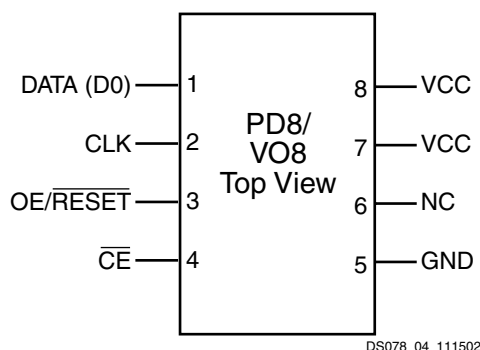 DATA (D0) 1 8 VCC
CLK 2 PD8/ 7 VCC
VO8
Top View
OE/RESET 3 6 NC
CE 4 5 GND
DS078_04_111502